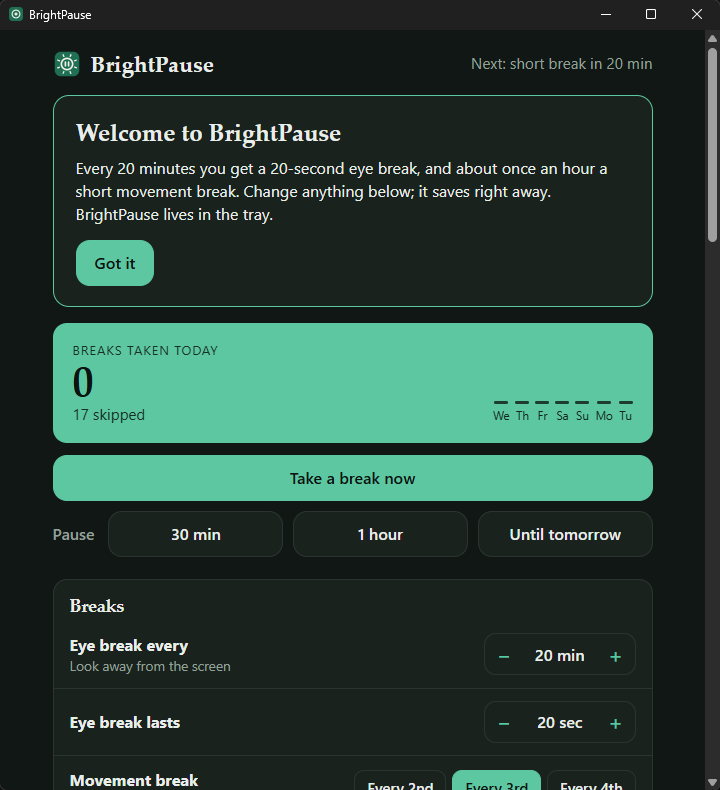 BrightPause
BrightPause
Next: short break in 20 min
Welcome to BrightPause
Every 20 minutes you get a 20-second eye break, and about once an hour a
short movement break. Change anything below; it saves right away.
BrightPause lives in the tray.
Got it
BREAKS TAKEN TODAY
0
17 skipped
We Th Fr Sa Su Mo Tu
Take a break now
Pause
30 min
1 hour
Until tomorrow
Breaks
Eye break every
Look away from the screen
− 20 min +
Eye break lasts
− 20 sec +
Movement break
Every 2nd
Every 3rd
Every 4th